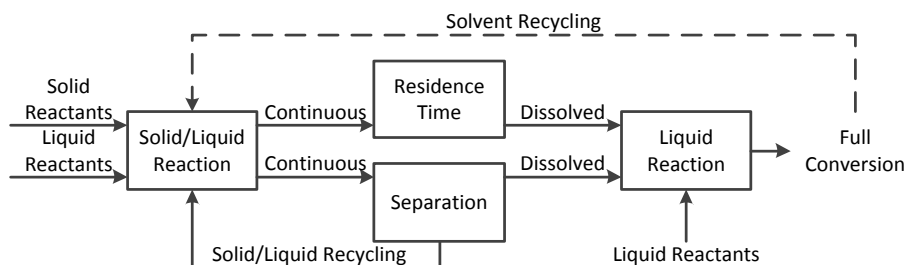 Solvent Recycling
Solid
Reactants
Liquid
Reactants
Solid/Liquid
Reaction
Continuous
Continuous
Residence
Time
Separation
Dissolved
Dissolved
Liquid
Reaction
Full
Conversion
Solid/Liquid Recycling
Liquid Reactants